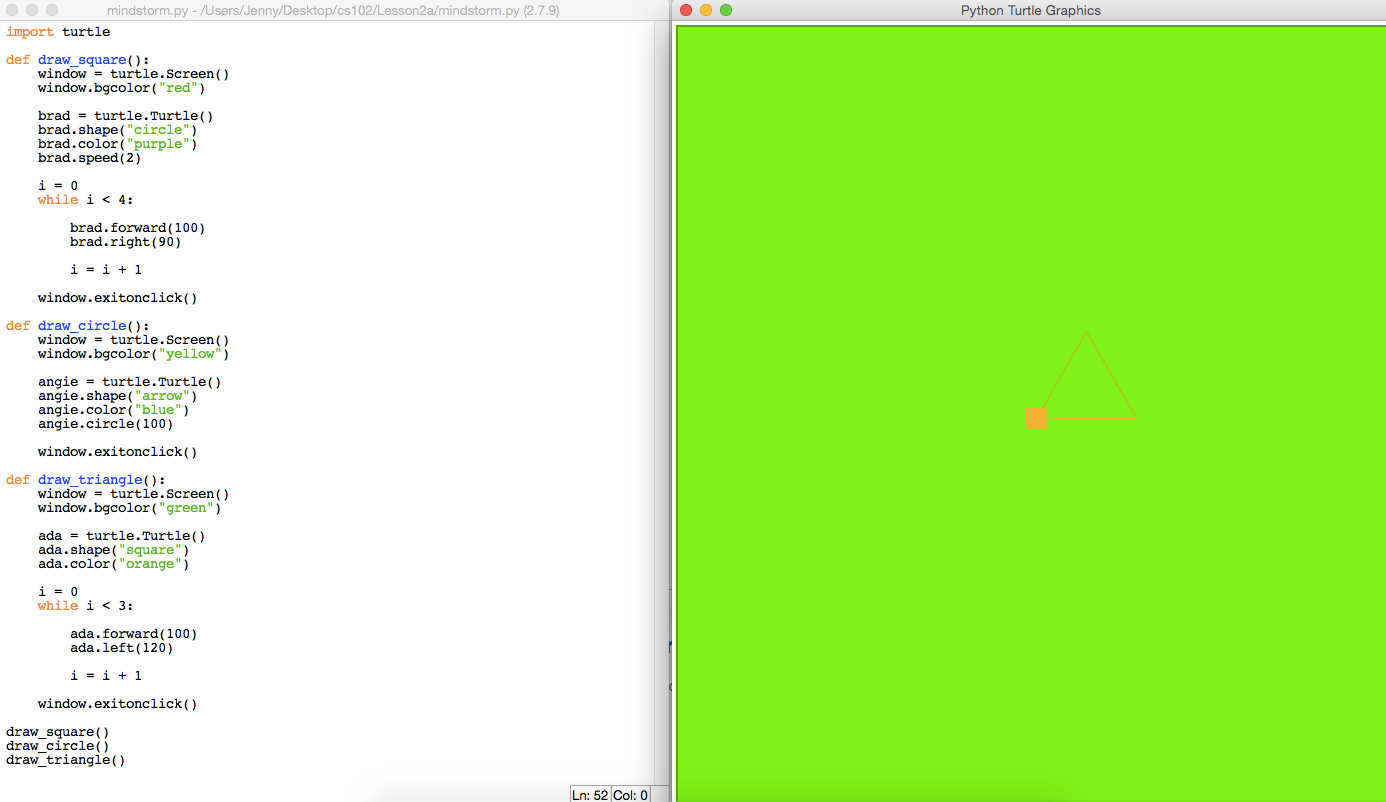 mindstorm.py - /Users/Jenny/Desktop/cs102/Lesson2a/mindstorm.py (2.7.9)
import turtle
def draw_square():
    window = turtle.Screen()
    window.bgcolor("red")
    brad = turtle.Turtle()
    brad.shape("circle")
    brad.color("purple")
    brad.speed(2)
    i = 0
    while i < 4:
        brad.forward(100)
        brad.right(90)
        i = i + 1
    window.exitonclick()
def draw_circle():
    window = turtle.Screen()
    window.bgcolor("yellow")
    angie = turtle.Turtle()
    angie.shape("arrow")
    angie.color("blue")
    angie.circle(100)
    window.exitonclick()
def draw_triangle():
    window = turtle.Screen()
    window.bgcolor("green")
    ada = turtle.Turtle()
    ada.shape("square")
    ada.color("orange")
    i = 0
    while i < 3:
        ada.forward(100)
        ada.left(120)
        i = i + 1
    window.exitonclick()
draw_square()
draw_circle()
draw_triangle()
Ln: 52 Col: 0
Python Turtle Graphics